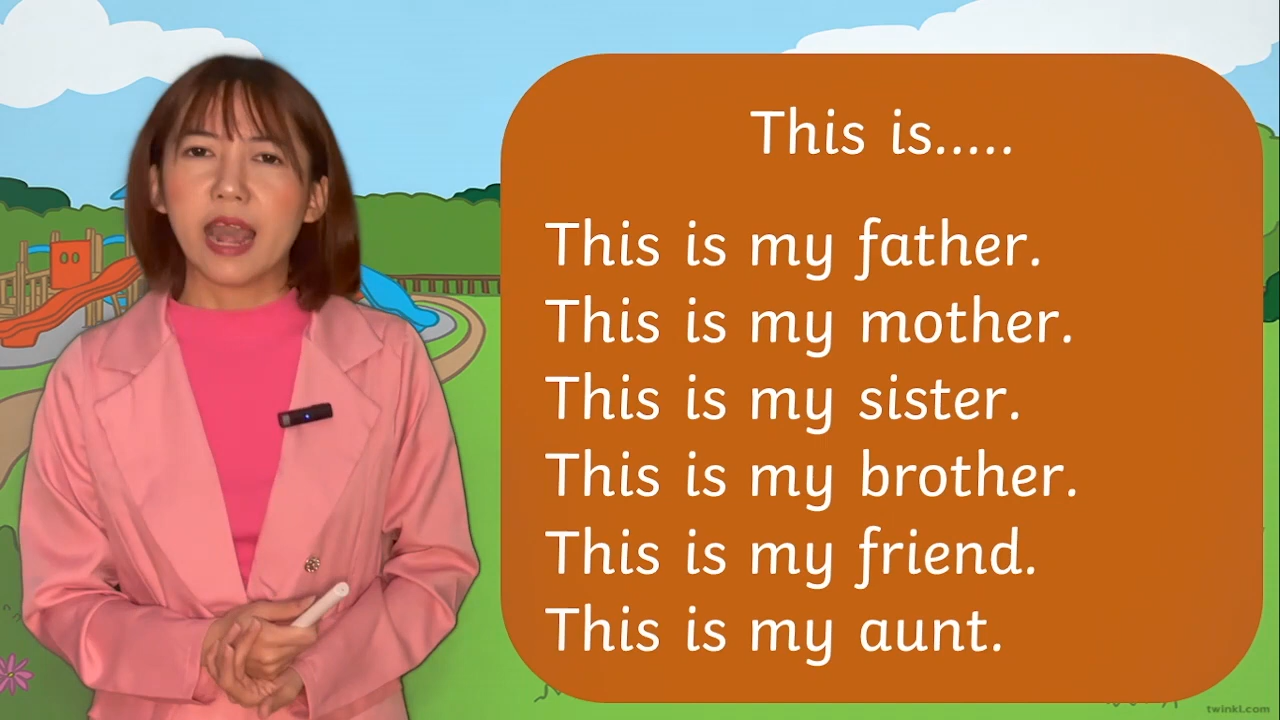 This is.....
This is my father.
This is my mother.
This is my sister.
This is my brother.
This is my friend.
This is my aunt.
twinkl.com